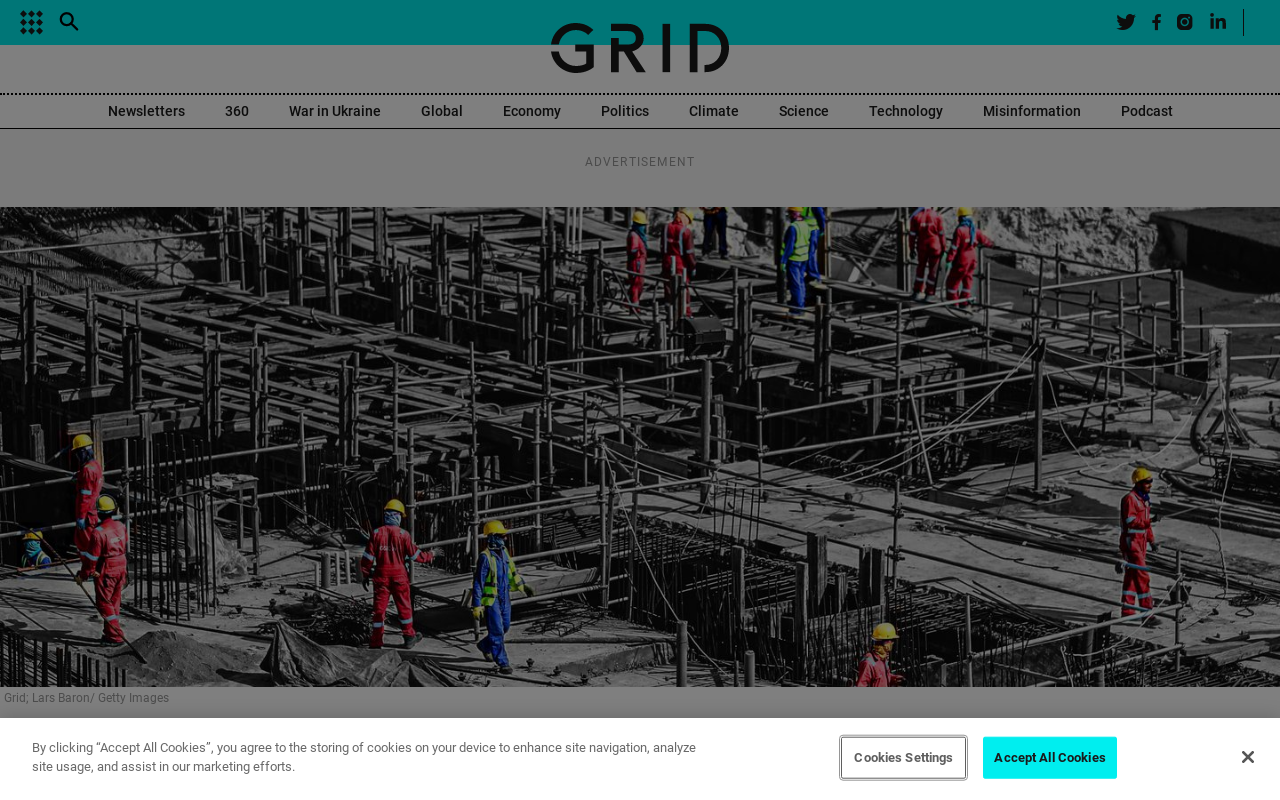 GRID
Newsletters 360 War in Ukraine Global Economy Politics Climate Science Technology Misinformation Podcast
ADVERTISEMENT
Grid; Lars Baron/ Getty Images
By clicking “Accept All Cookies”, you agree to the storing of cookies on your device to enhance site navigation, analyze
site usage, and assist in our marketing efforts.
Cookies Settings
Accept All Cookies